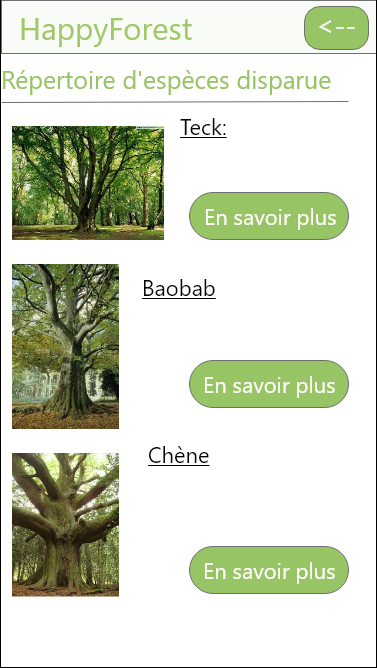 HappyForest
<--
Répertoire d'espèces disparue
Teck:
En savoir plus
Baobab
En savoir plus
Chène
En savoir plus